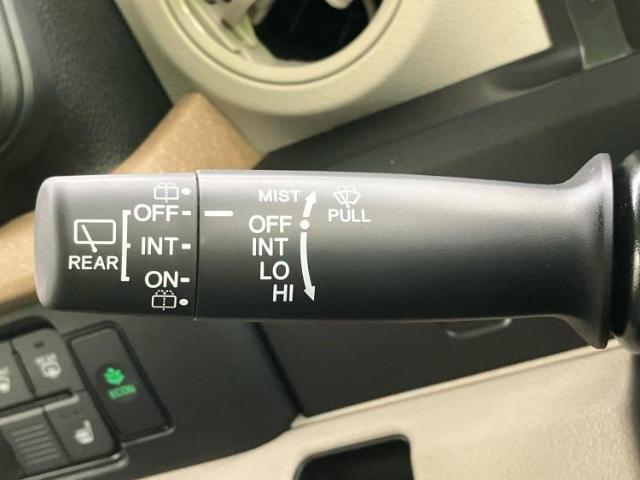 REAR
OFF
INT
ON
MIST
OFF
INT
LO
HI
PULL
ECON